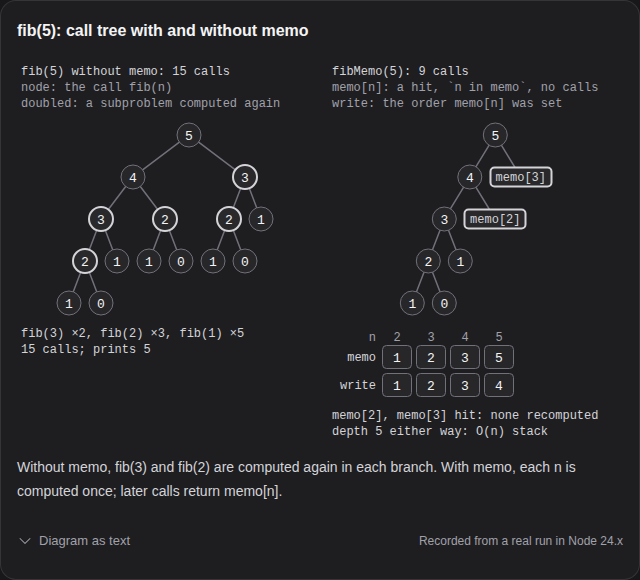 fib(5): call tree with and without memo
fib(5) without memo: 15 calls
node: the call fib(n)
doubled: a subproblem computed again
5
4 3
3 2 2 1
2 1 1 0 1 0
1 0
fib(3) ×2, fib(2) ×3, fib(1) ×5
15 calls; prints 5
fibMemo(5): 9 calls
memo[n]: a hit, `n in memo`, no calls
write: the order memo[n] was set
5
4 memo[3]
3 memo[2]
2 1
1 0
n 2 3 4 5
memo 1 2 3 5
write 1 2 3 4
memo[2], memo[3] hit: none recomputed
depth 5 either way: O(n) stack
Without memo, fib(3) and fib(2) are computed again in each branch. With memo, each n is
computed once; later calls return memo[n].
Diagram as text
Recorded from a real run in Node 24.x